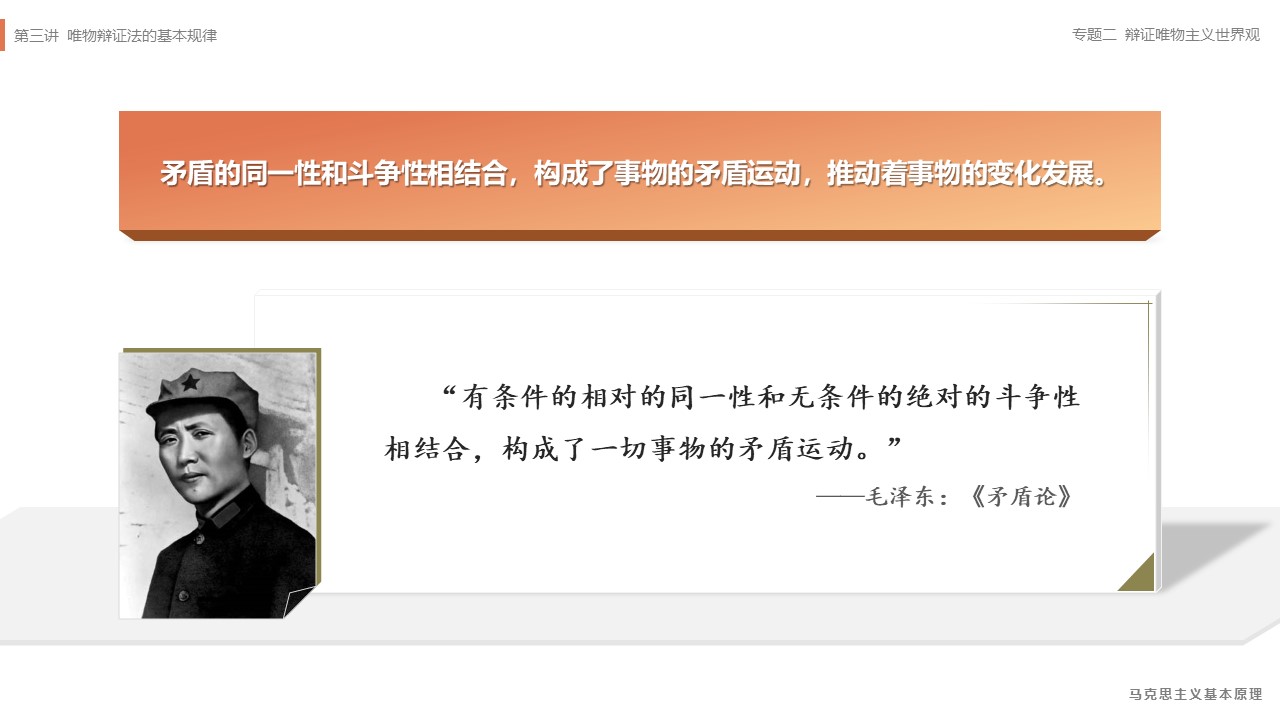 第三讲 唯物辩证法的基本规律
专题二 辩证唯物主义世界观
矛盾的同一性和斗争性相结合，构成了事物的矛盾运动，推动着事物的变化发展。
“有条件的相对的同一性和无条件的绝对的斗争性
相结合，构成了一切事物的矛盾运动。”
——毛泽东：《矛盾论》
马克思主义基本原理